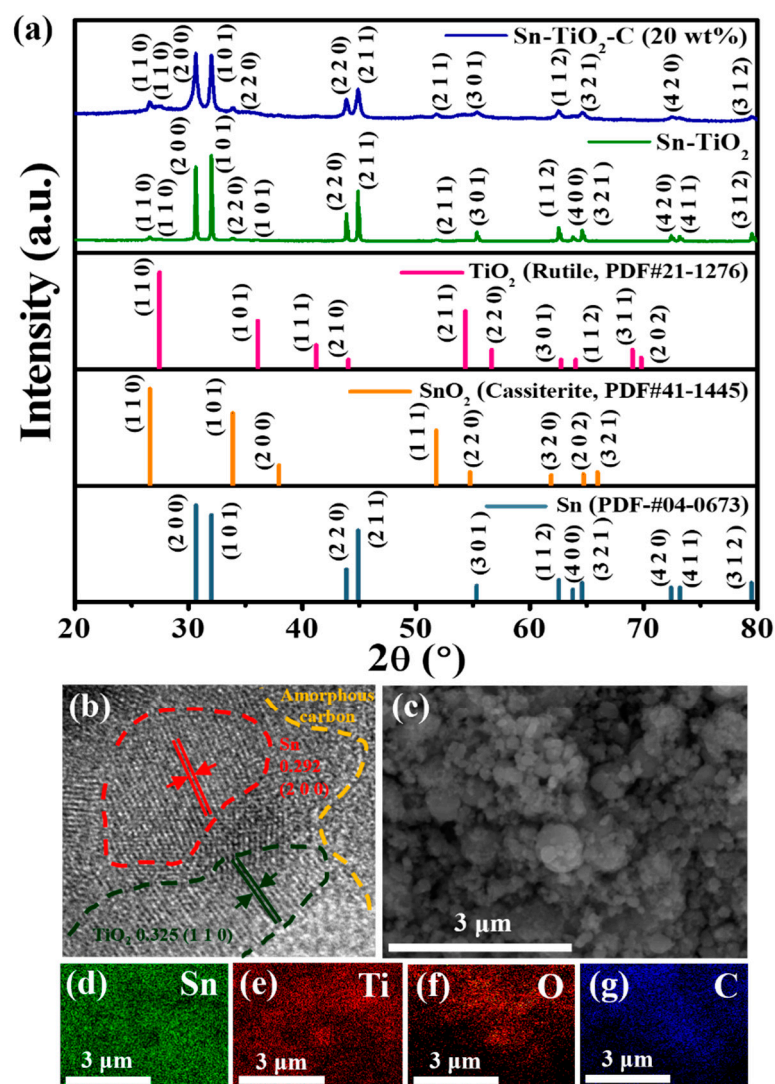 (a)
Sn-TiO₂-C (20 wt%)
(1 1 0)
(1 1 0)
(2 0 0)
(1 0 1)
(2 2 0)
(2 2 0)
(2 1 1)
(2 1 1)
(3 0 1)
(1 1 2)
(3 2 1)
(4 2 0)
(3 1 2)
Sn-TiO₂
(1 1 0)
(1 1 0)
(2 0 0)
(1 0 1)
(2 2 0)
(1 0 1)
(2 2 0)
(2 1 1)
(2 1 1)
(3 0 1)
(1 1 2)
(4 0 0)
(3 2 1)
(4 2 0)
(4 1 1)
(3 1 2)
TiO₂ (Rutile, PDF#21-1276)
(1 1 0)
(1 0 1)
(1 1 1)
(2 1 0)
(2 1 1)
(2 2 0)
(3 0 1)
(1 1 2)
(3 1 1)
(2 0 2)
SnO₂ (Cassiterite, PDF#41-1445)
(1 1 0)
(1 0 1)
(2 0 0)
(1 1 1)
(2 2 0)
(3 2 0)
(2 0 2)
(3 2 1)
Sn (PDF-#04-0673)
(2 0 0)
(1 0 1)
(2 2 0)
(2 1 1)
(3 0 1)
(1 1 2)
(4 0 0)
(3 2 1)
(4 2 0)
(4 1 1)
(3 1 2)
Intensity (a.u.)
20 30 40 50 60 70 80
2θ (°)
(b)
Amorphous
carbon
Sn
0.292
(2 0 0)
TiO₂ 0.325 (1 1 0)
(c)
3 μm
(d) Sn
3 μm
(e) Ti
3 μm
(f) O
3 μm
(g) C
3 μm